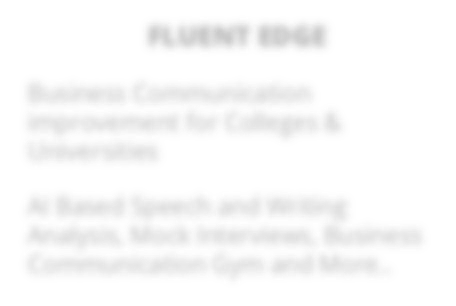 FLUENT EDGE
Business Communication
improvement for Colleges &
Universities
AI Based Speech and Writing
Analysis, Mock Interviews, Business
Communication Gym and More..